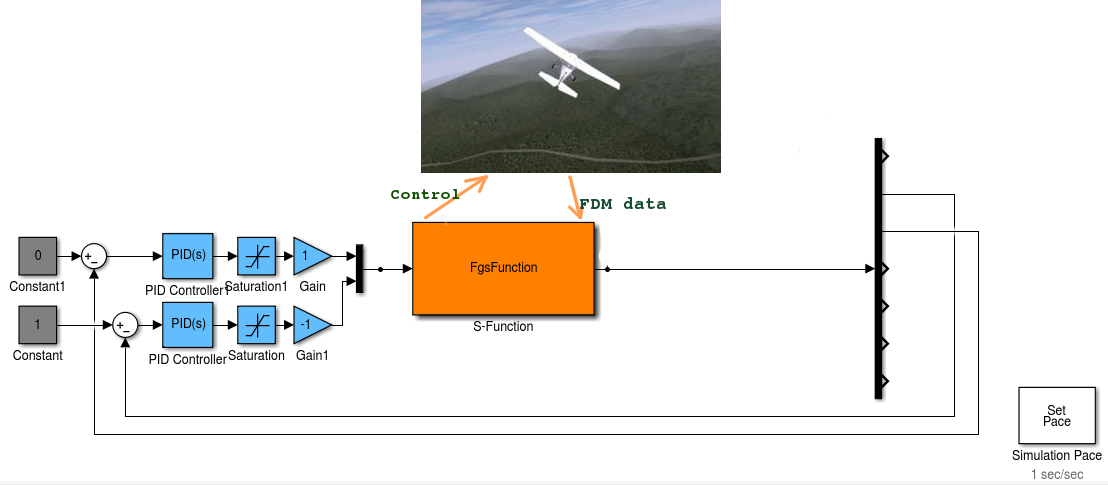 Control
FDM data
0
+
−
PID(s)
1
FgsFunction
Constant1
PID Controller1
Saturation1
Gain
1
+
−
PID(s)
-1
S-Function
Constant
PID Controller
Saturation
Gain1
Set
Pace
Simulation Pace
1 sec/sec